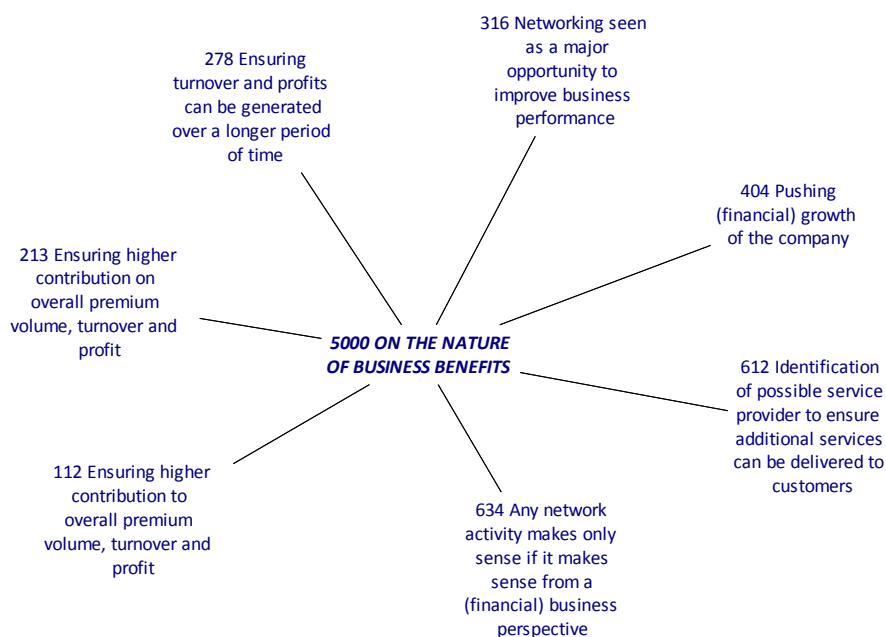 316 Networking seen
as a major
opportunity to
improve business
performance
278 Ensuring
turnover and profits
can be generated
over a longer period
of time
404 Pushing
(financial) growth
of the company
213 Ensuring higher
contribution on
overall premium
volume, turnover and
profit
5000 ON THE NATURE
OF BUSINESS BENEFITS
612 Identification
of possible service
provider to ensure
additional services
can be delivered to
customers
112 Ensuring higher
contribution to
overall premium
volume, turnover and
profit
634 Any network
activity makes only
sense if it makes
sense from a
(financial) business
perspective